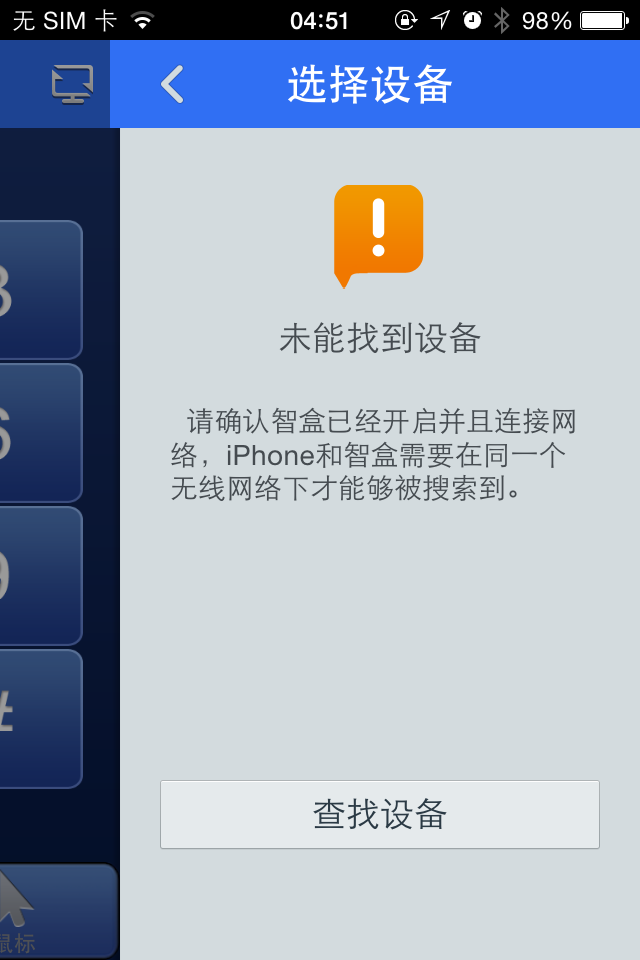 无 SIM 卡 04:51 98%
选择设备
未能找到设备
请确认智盒已经开启并且连接网
络，iPhone和智盒需要在同一个
无线网络下才能够被搜索到。
查找设备
6
9
#
鼠标